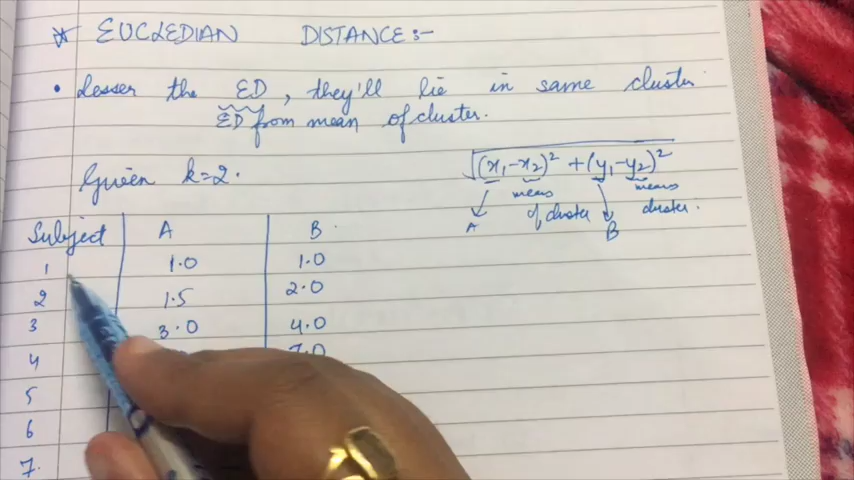 * EUCLEDIAN DISTANCE:-
• Lesser the ED, they'll lie in same cluster.
ED from mean of cluster.
Given k=2.
√(x₁-x₂)² + (y₁-y₂)²
mean of cluster
mean cluster.
A
B
Subject A B
1 1.0 1.0
2 1.5 2.0
3 3.0 4.0
4 7.0
5
6
7.